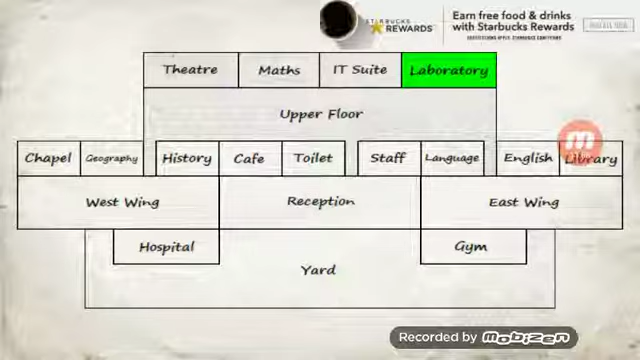 STARBUCKS
REWARDS
Earn free food & drinks
with Starbucks Rewards
Theatre Maths IT Suite Laboratory
Upper Floor
Chapel Geography History Cafe Toilet Staff Language English Library
West Wing Reception East Wing
Hospital Gym
Yard
Recorded by mobizen